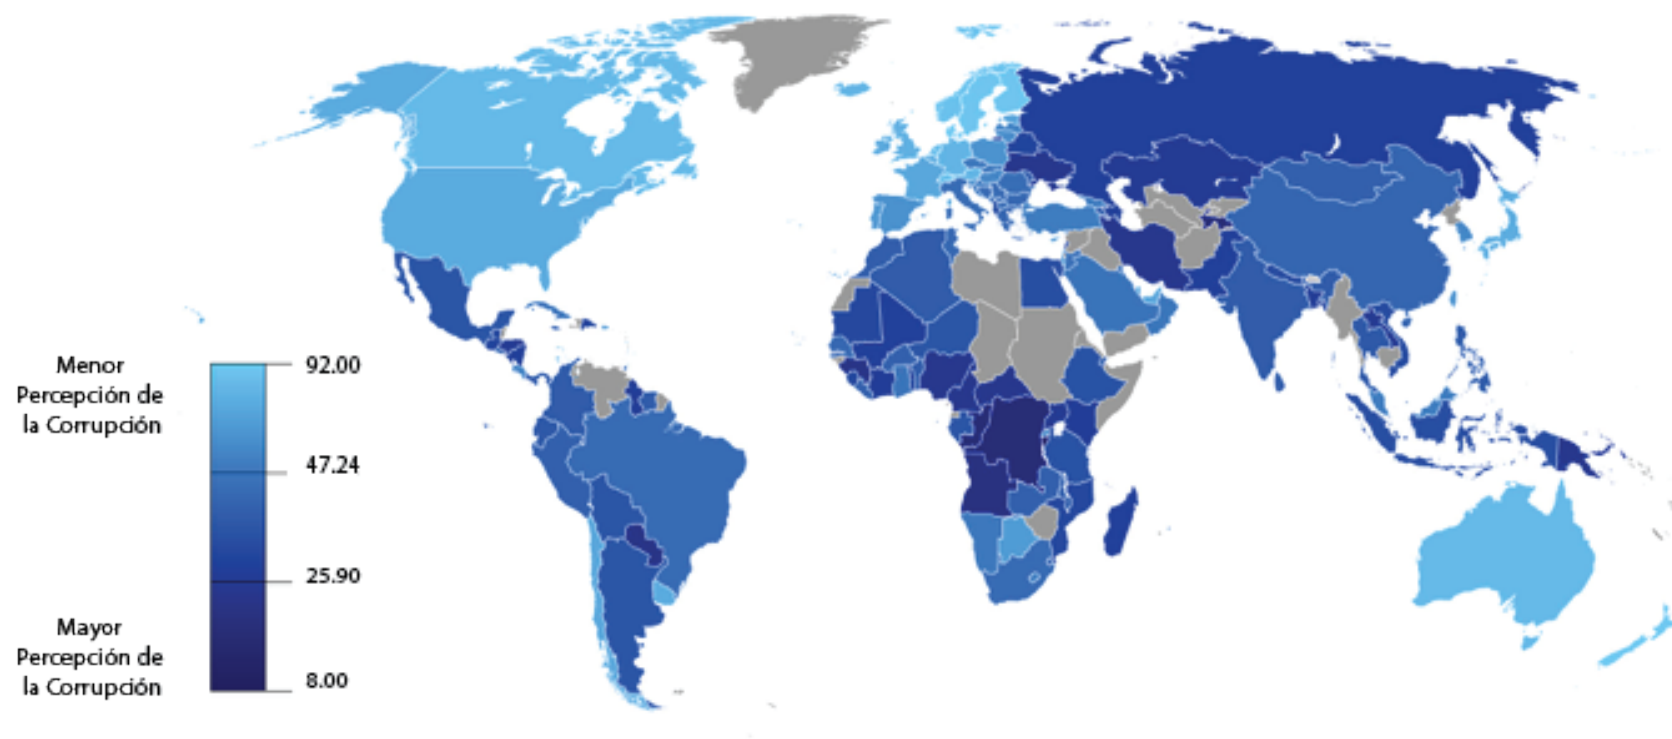 Menor
Percepción de
la Corrupción
92.00
47.24
25.90
Mayor
Percepción de
la Corrupción
8.00